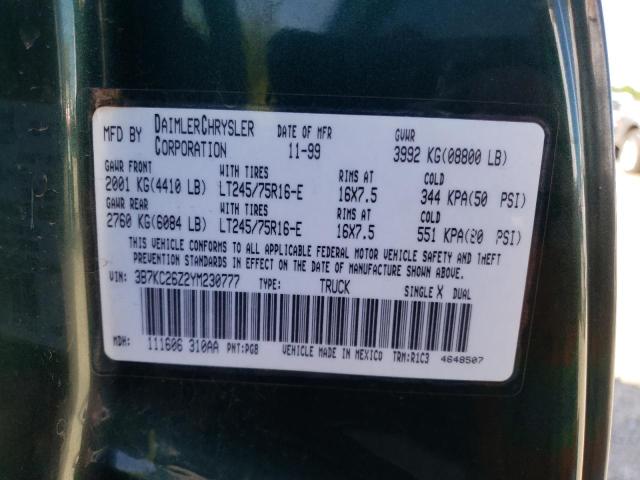 MFD BY DAIMLERCHRYSLER CORPORATION DATE OF MFR 11-99 GVWR 3992 KG(08800 LB)
GAWR FRONT WITH TIRES RIMS AT COLD
2001 KG(4410 LB) LT245/75R16-E 16X7.5 344 KPA(50 PSI)
GAWR REAR WITH TIRES RIMS AT COLD
2760 KG(6084 LB) LT245/75R16-E 16X7.5 551 KPA(80 PSI)
THIS VEHICLE CONFORMS TO ALL APPLICABLE FEDERAL MOTOR VEHICLE SAFETY AND THEFT
PREVENTION STANDARDS IN EFFECT ON THE DATE OF MANUFACTURE SHOWN ABOVE
VIN: 3B7KC26Z2YM230777 TYPE: TRUCK SINGLE X DUAL
MDH: 111606 310AA PNT:PG8 VEHICLE MADE IN MEXICO TRM:R1C3 4648507